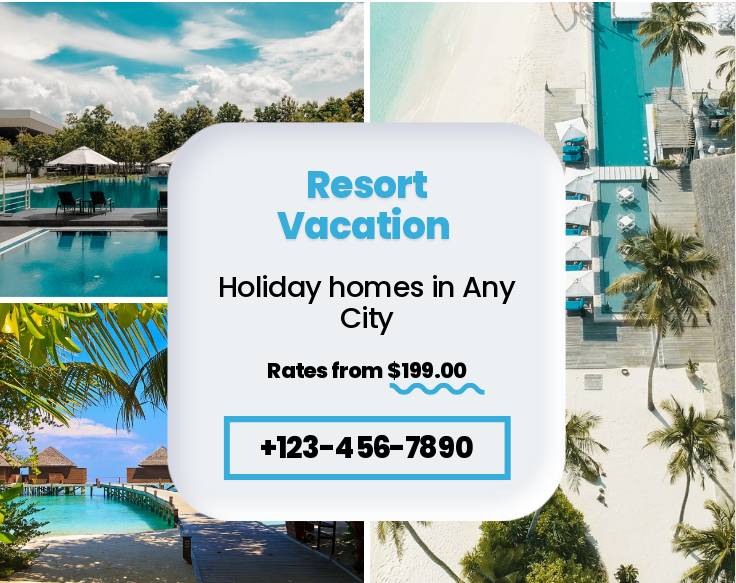 Resort
Vacation
Holiday homes in Any
City
Rates from $199.00
+123-456-7890